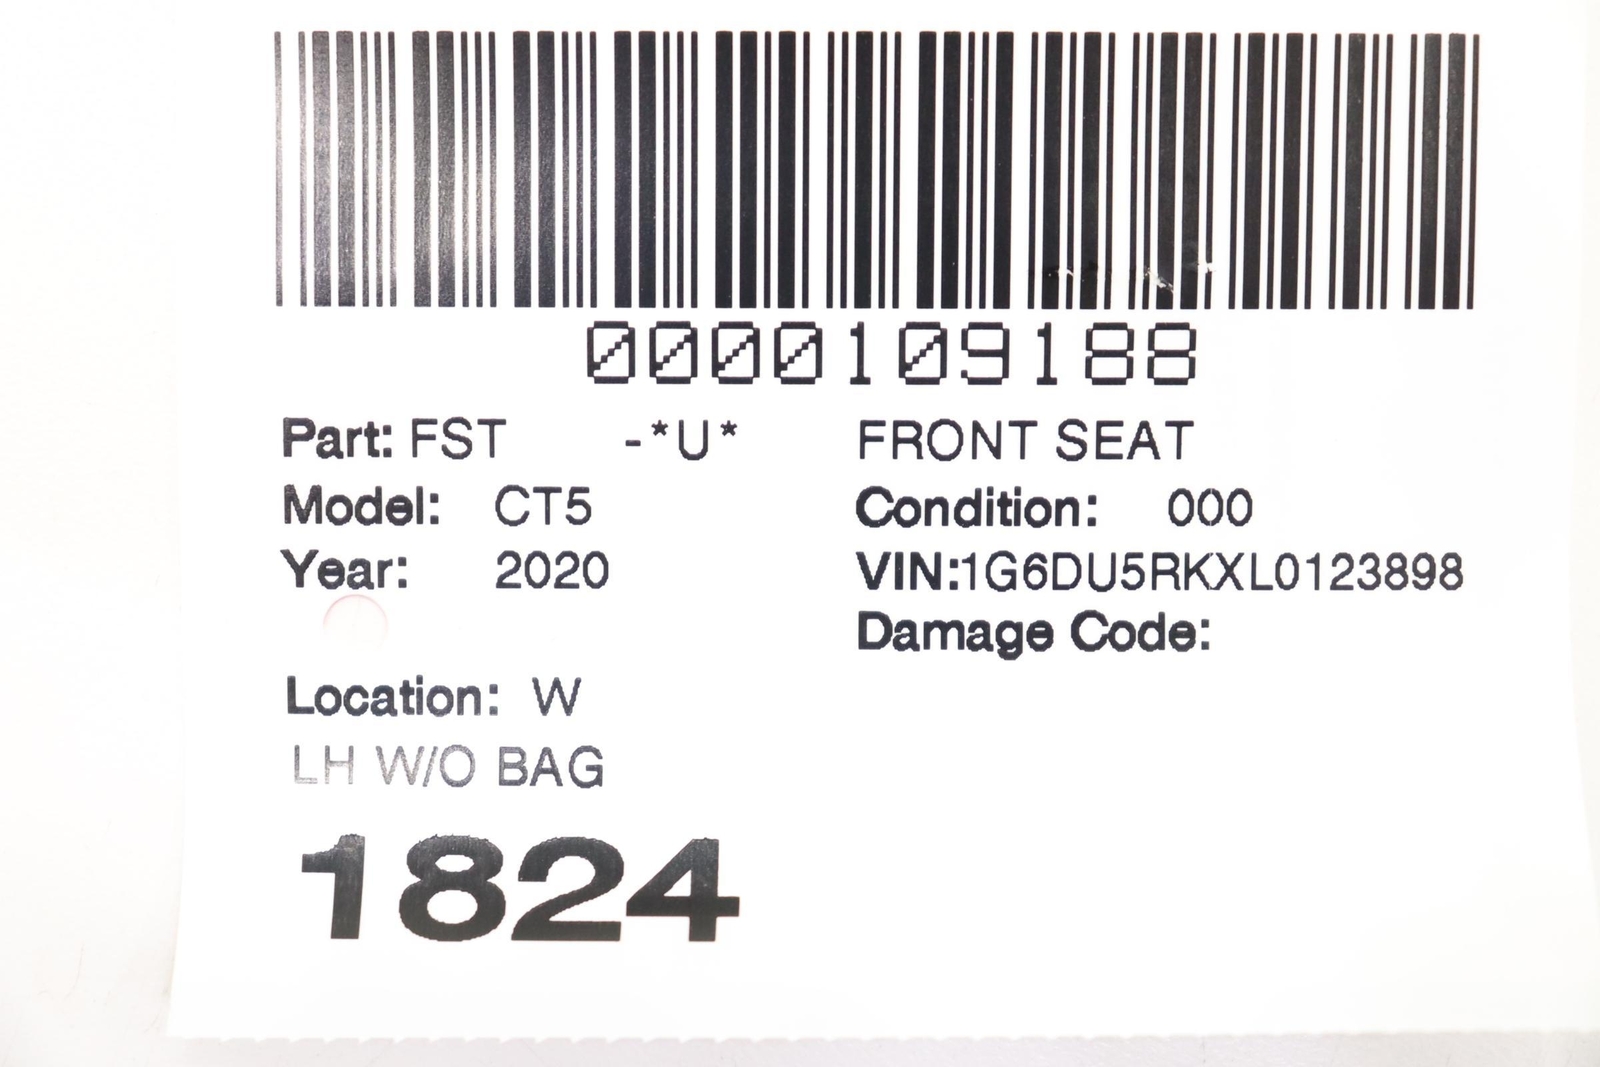 0000109188
Part: FST -*U* FRONT SEAT
Model: CT5 Condition: 000
Year: 2020 VIN:1G6DU5RKXL0123898
Damage Code:
Location: W
LH W/O BAG
1824